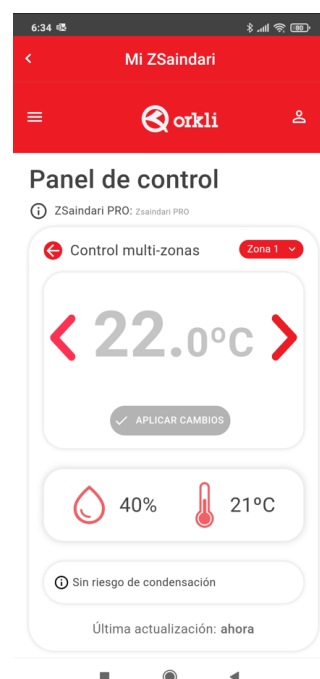 6:34
80
Mi ZSaindari
orkli
Panel de control
ZSaindari PRO: Zsaindari PRO
Control multi-zonas
Zona 1
22.0ºC
APLICAR CAMBIOS
40%
21ºC
Sin riesgo de condensación
Última actualización: ahora